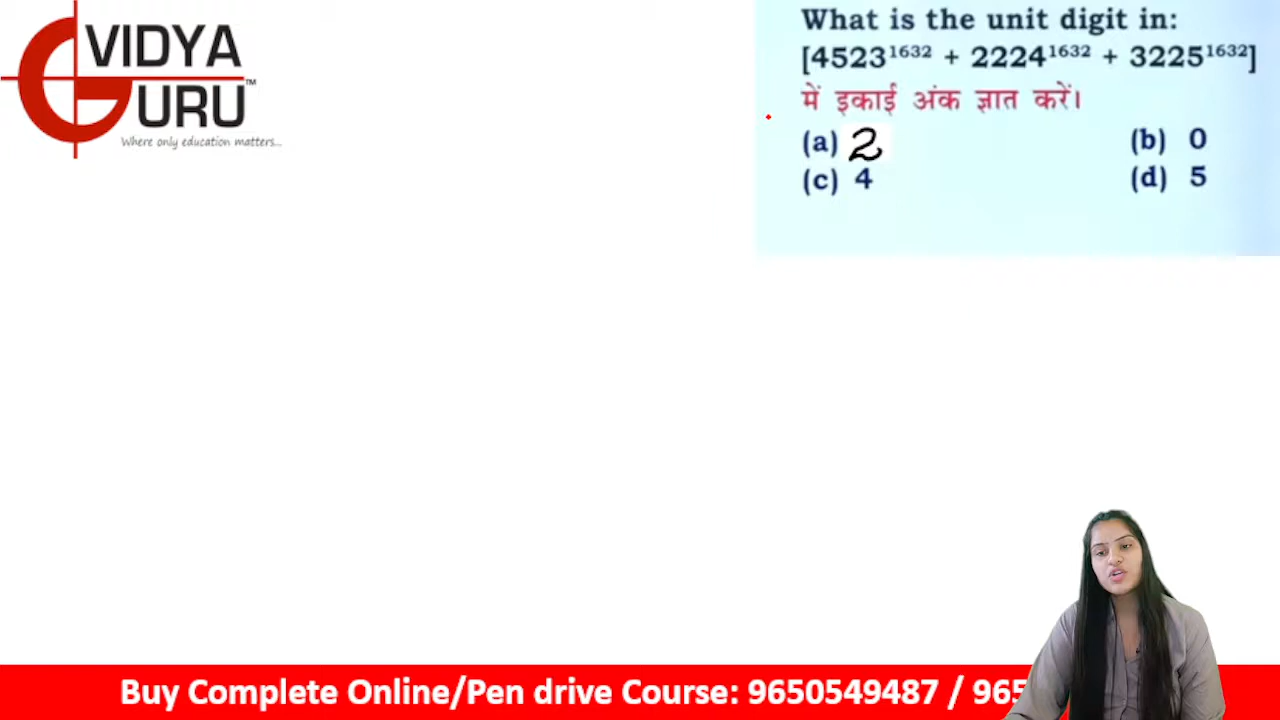 VIDYA
GURU™
Where only education matters...
What is the unit digit in:
[4523¹⁶³² + 2224¹⁶³² + 3225¹⁶³²]
में इकाई अंक ज्ञात करें।
(a) 2 (b) 0
(c) 4 (d) 5
Buy Complete Online/Pen drive Course: 9650549487 / 965